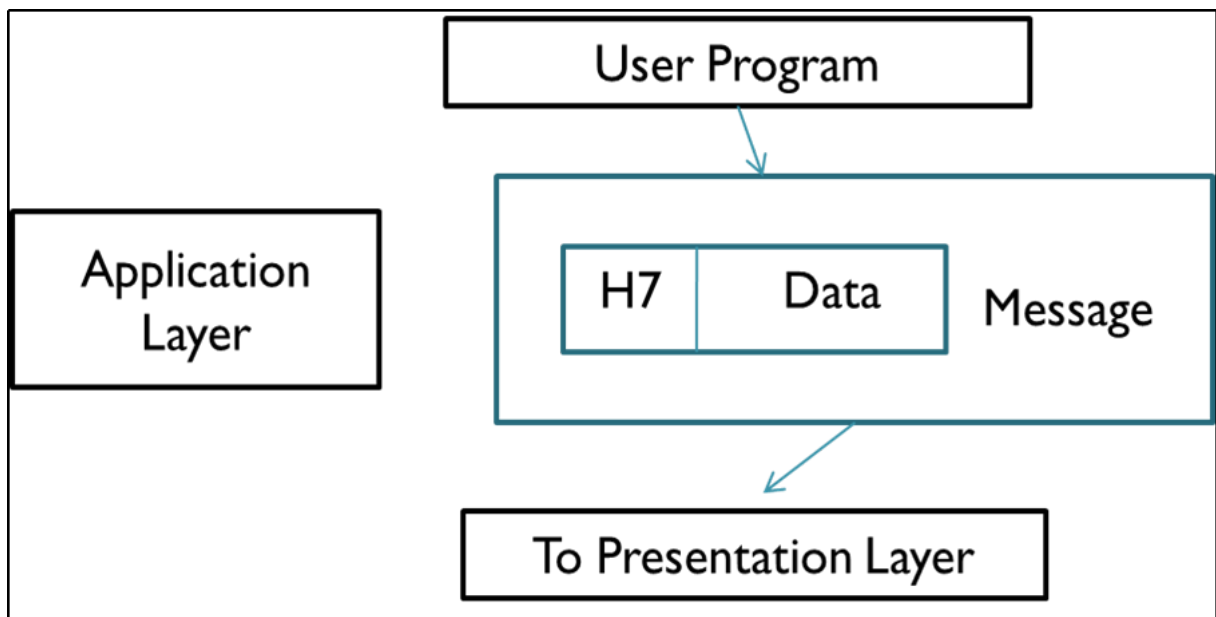 User Program
Application
Layer
H7
Data
Message
To Presentation Layer